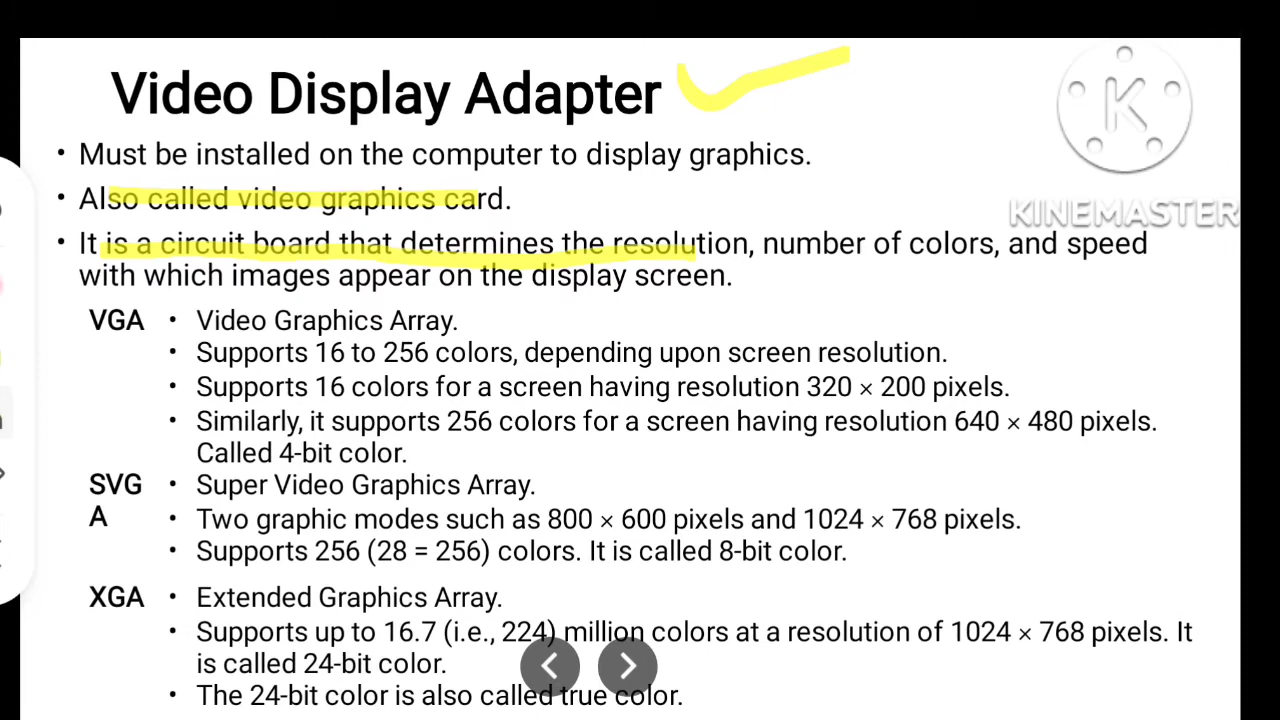 Video Display Adapter
K
KINEMASTER
• Must be installed on the computer to display graphics.
• Also called video graphics card.
• It is a circuit board that determines the resolution, number of colors, and speed
with which images appear on the display screen.
VGA • Video Graphics Array.
• Supports 16 to 256 colors, depending upon screen resolution.
• Supports 16 colors for a screen having resolution 320 × 200 pixels.
• Similarly, it supports 256 colors for a screen having resolution 640 × 480 pixels.
Called 4-bit color.
SVG • Super Video Graphics Array.
A • Two graphic modes such as 800 × 600 pixels and 1024 × 768 pixels.
• Supports 256 (28 = 256) colors. It is called 8-bit color.
XGA • Extended Graphics Array.
• Supports up to 16.7 (i.e., 224) million colors at a resolution of 1024 × 768 pixels. It
is called 24-bit color.
• The 24-bit color is also called true color.